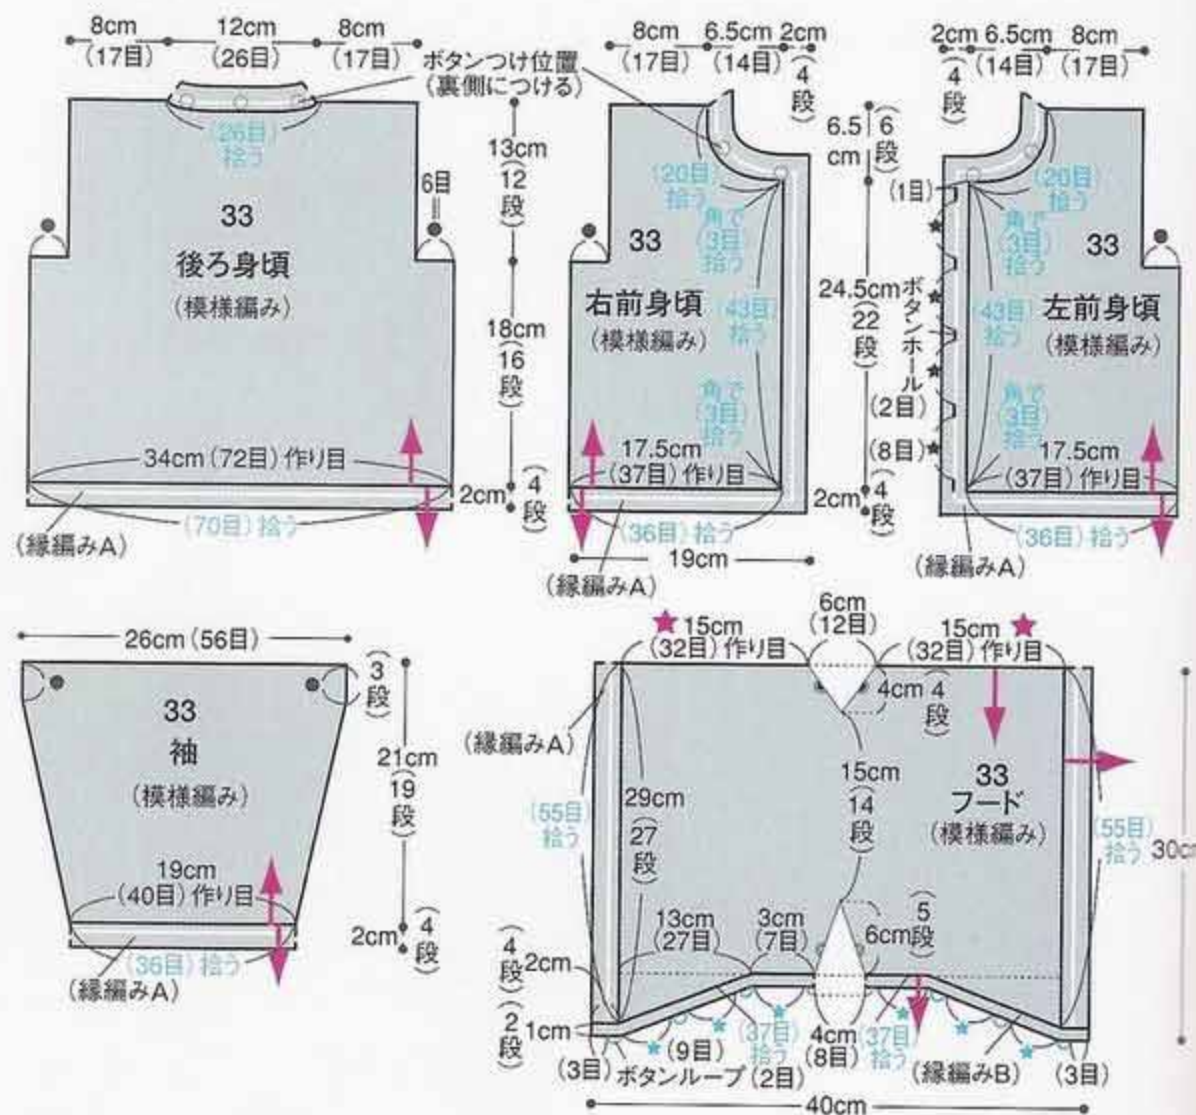 8cm
(17目)
12cm
(26目)
8cm
(17目)
ボタンつけ位置
(裏側につける)
(26目)
拾う
33
後ろ身頃
(模様編み)
6目
13cm
(12段)
18cm
(16段)
34cm(72目)作り目
2cm
(4段)
(70目)拾う
(縁編みA)
8cm
(17目)
6.5cm
(14目)
2cm
(4段)
(20目)
拾う
角で
(3目)
拾う
33
右前身頃
(模様編み)
(43目)
拾う
角で
(3目)
拾う
17.5cm
(37目)作り目
(36目)拾う
19cm
(縁編みA)
6.5
cm
(6段)
24.5cm
(22段)
2cm
(4段)
2cm
(4段)
6.5cm
(14目)
8cm
(17目)
(1目)
ボタンホール
(2目)
(8目)
(20目)
拾う
角で
(3目)
拾う
33
左前身頃
(模様編み)
(43目)
拾う
角で
(3目)
拾う
17.5cm
(37目)作り目
(36目)拾う
(縁編みA)
26cm(56目)
(3段)
33
袖
(模様編み)
21cm
(19段)
19cm
(40目)作り目
2cm
(4段)
(36目)拾う
(縁編みA)
15cm
(32目)作り目
6cm
(12目)
15cm
(32目)作り目
4cm
(4段)
(縁編みA)
(55目)
拾う
29cm
(27段)
15cm
(14段)
33
フード
(模様編み)
(55目)
拾う
30cm
13cm
(27目)
3cm
(7目)
6cm
(5段)
2cm
(4段)
1cm
(2段)
(3目)
(9目)
ボタンループ(2目)
(37目)
拾う
4cm
(8目)
(37目)
拾う
(縁編みB)
(3目)
40cm